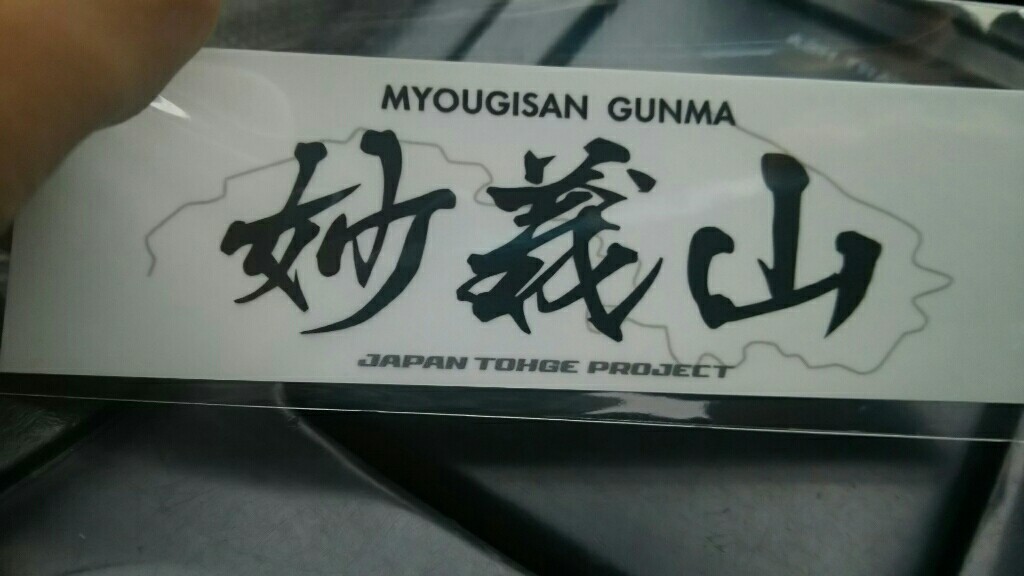 MYOUGISAN GUNMA
妙義山
JAPAN TOHGE PROJECT